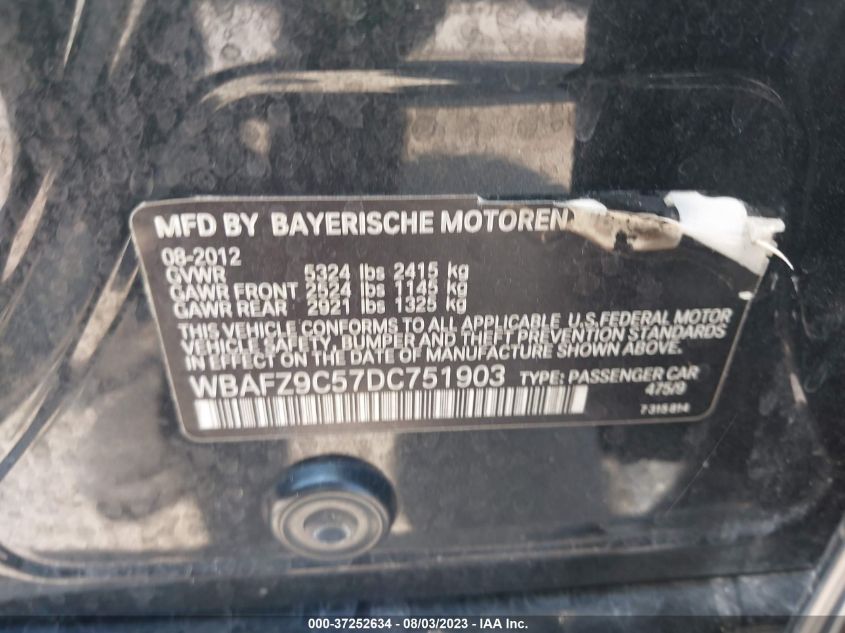 MFD BY BAYERISCHE MOTOREN
08-2012
GVWR 5324 lbs 2415 kg
GAWR FRONT 2524 lbs 1145 kg
GAWR REAR 2921 lbs 1325 kg
THIS VEHICLE CONFORMS TO ALL APPLICABLE U.S.FEDERAL MOTOR
VEHICLE SAFETY, BUMPER AND THEFT PREVENTION STANDARDS
IN EFFECT ON THE DATE OF MANUFACTURE SHOWN ABOVE.
WBAFZ9C57DC751903 TYPE: PASSENGER CAR
475/9
7315814
000-37252634 - 08/03/2023 - IAA Inc.